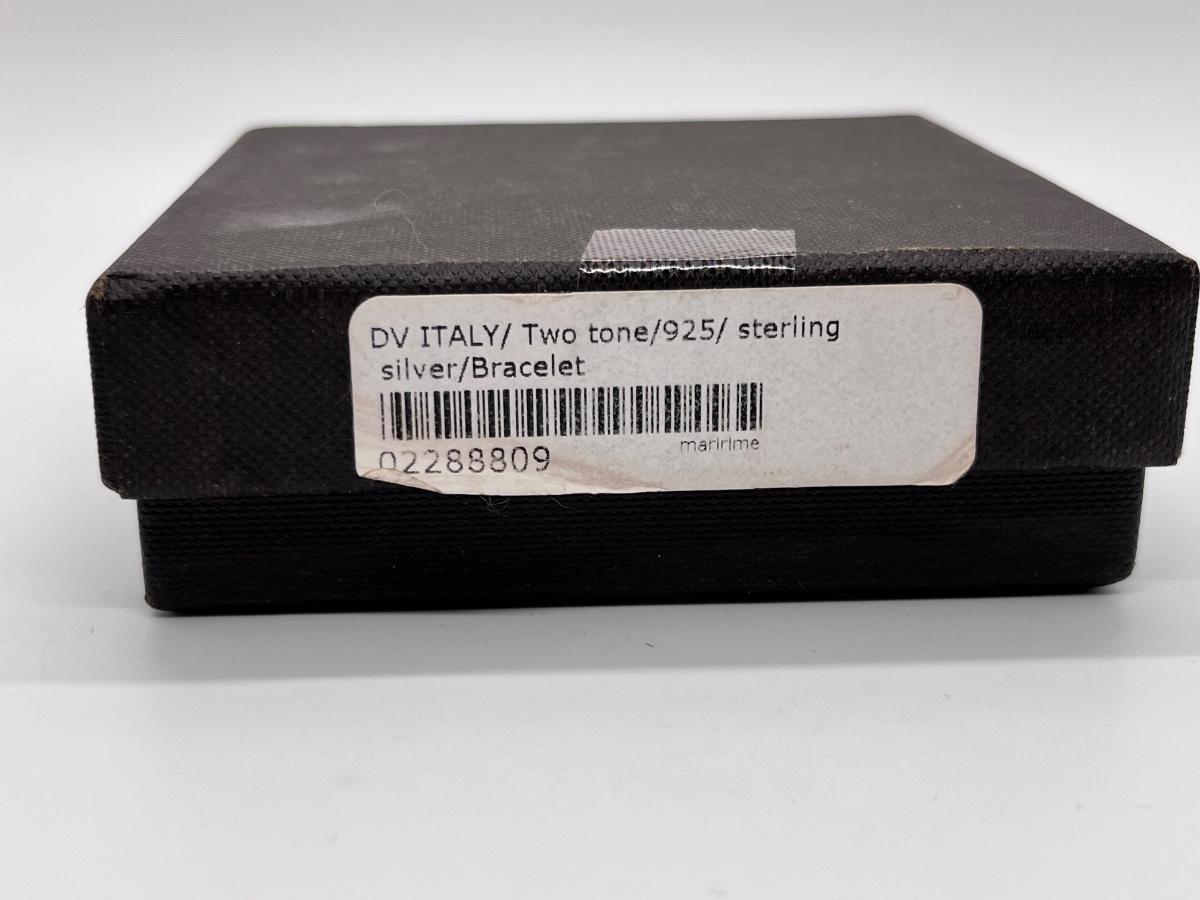 DV ITALY/ Two tone/925/ sterling
silver/Bracelet
maririme
02288809